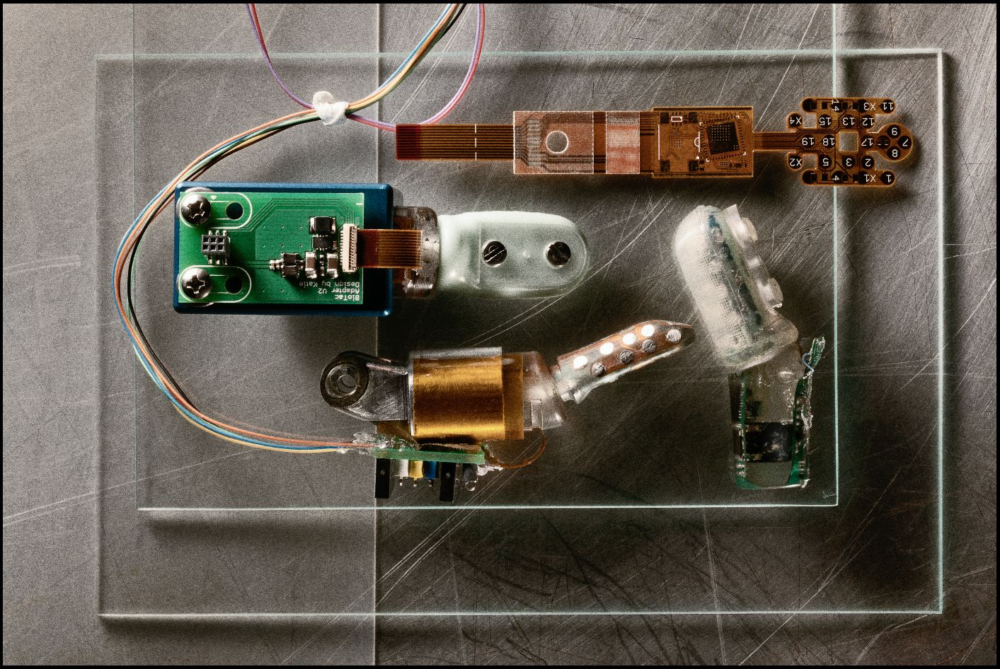 1 X1 4
2 3 5 X2
8
7 17 18 19
9
12 13 15 X4
11 X3 14
BioTac
Adapter V2
Design by Katie